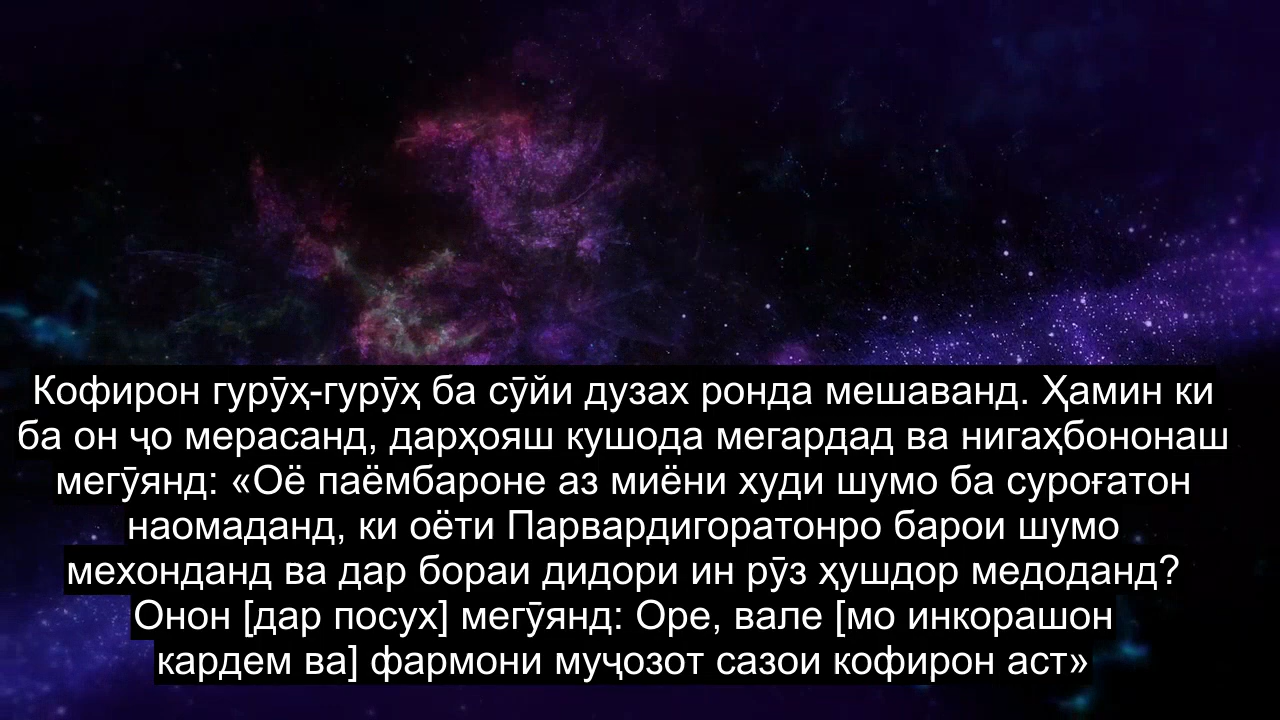 Кофирон гурӯҳ-гурӯҳ ба сӯйи дузах ронда мешаванд. Ҳамин ки
ба он ҷо мерасанд, дарҳояш кушода мегардад ва нигаҳбононаш
мегӯянд: «Оё паёмбароне аз миёни худи шумо ба суроғатон
наомаданд, ки оёти Парвардигоратонро барои шумо
мехонданд ва дар бораи дидори ин рӯз ҳушдор медоданд?
Онон [дар посух] мегӯянд: Оре, вале [мо инкорашон
кардем ва] фармони муҷозот сазои кофирон аст»